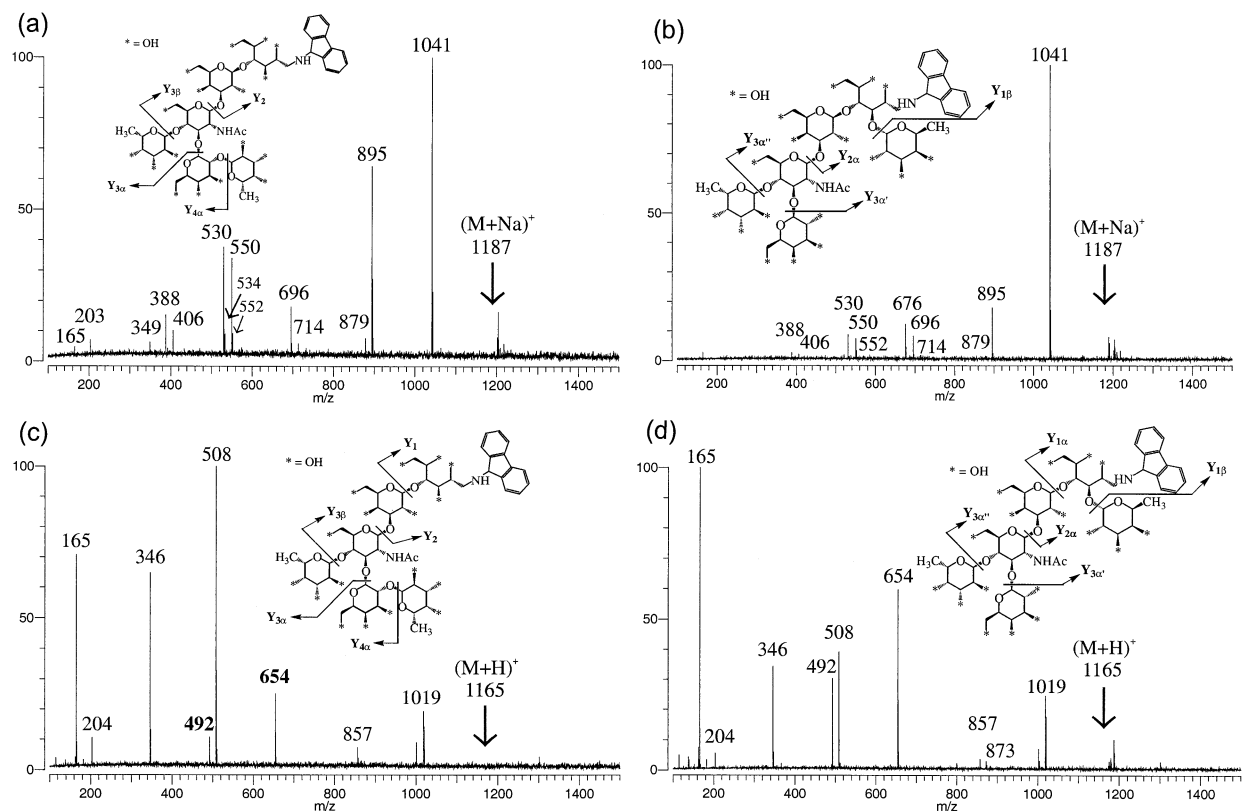 (a)
* = OH
NH
Y3β
Y2
H3C
NHAc
CH3
Y3α
Y4α
100
50
0
1041
895
530
550
534
552
388
203
349
406
165
696
714
879
(M+Na)+
1187
200 400 600 800 1000 1200 1400
m/z
(b)
* = OH
HN
Y1β
CH3
Y3α''
Y2α
NHAc
H3C
Y3α'
100
50
0
1041
895
530
676
388
550
696
406
552
714
879
(M+Na)+
1187
200 400 600 800 1000 1200 1400
m/z
(c)
* = OH
Y1
NH
Y3β
Y2
H3C
NHAc
Y3α
CH3
Y4α
100
50
0
508
165
346
654
204
492
857
1019
(M+H)+
1165
200 400 600 800 1000 1200 1400
m/z
(d)
* = OH
Y1α
HN
Y1β
CH3
Y3α''
Y2α
NHAc
H3C
Y3α'
100
50
0
165
654
508
346
492
204
857
873
1019
(M+H)+
1165
200 400 600 800 1000 1200 1400
m/z